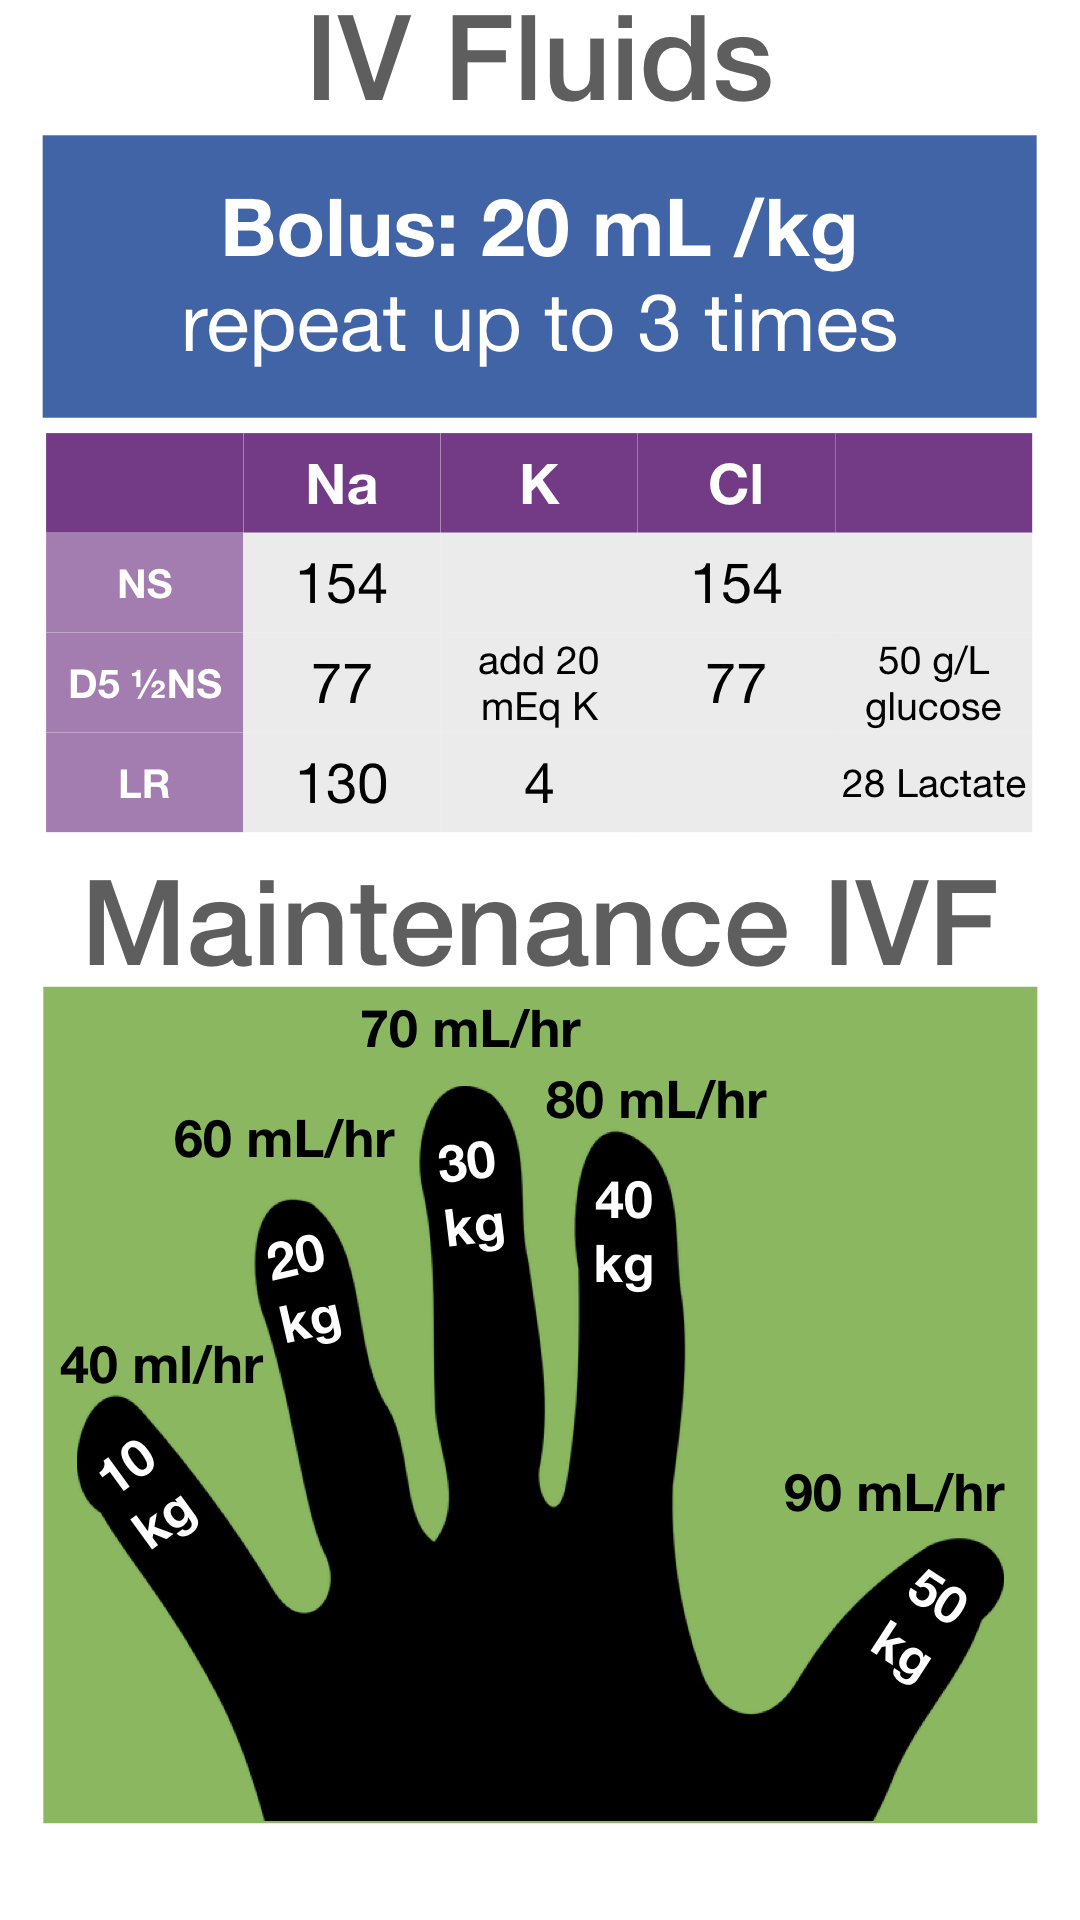 IV Fluids
Bolus: 20 mL /kg
repeat up to 3 times
Na K Cl
NS 154 154
D5 ½NS 77 add 20 mEq K 77 50 g/L glucose
LR 130 4 28 Lactate
Maintenance IVF
40 ml/hr
10
kg
60 mL/hr
20
kg
70 mL/hr
30
kg
80 mL/hr
40
kg
90 mL/hr
50
kg